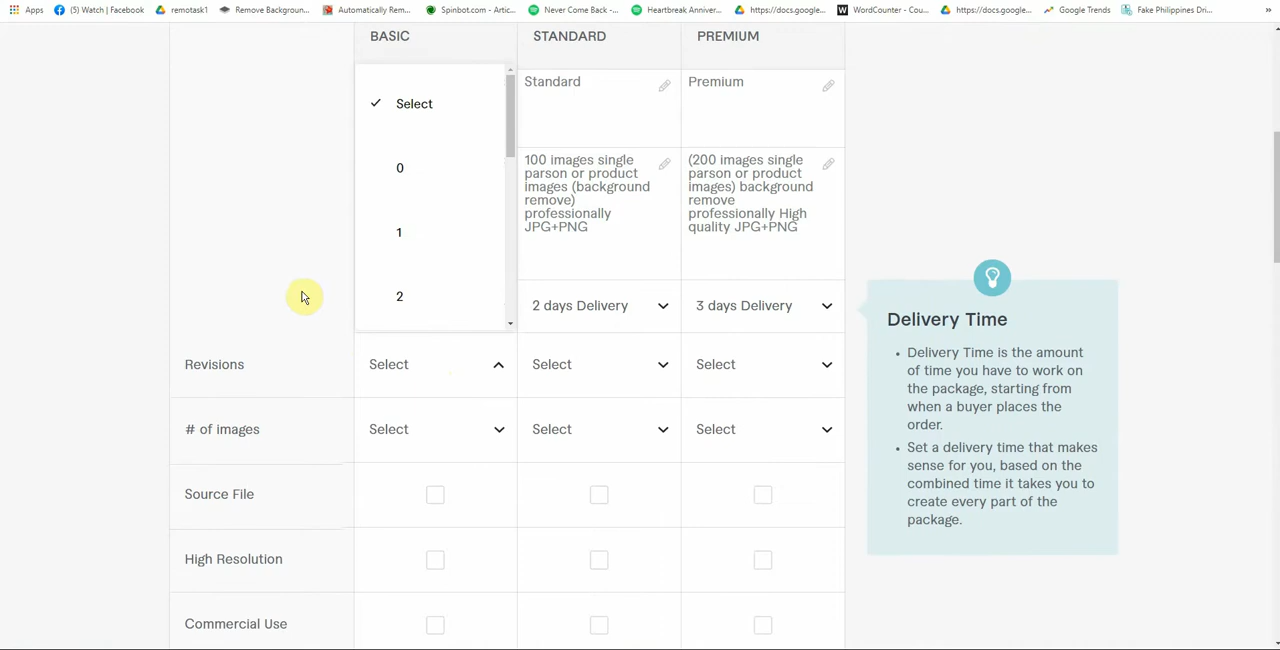 Apps (5) Watch | Facebook remotask1 Remove Backgroun... Automatically Rem... Spinbot.com - Artic... Never Come Back -... Heartbreak Anniver... https://docs.google... WordCounter - Cou... https://docs.google... Google Trends Fake Philippines Dri... »
BASIC STANDARD PREMIUM
Select
0
1
2
Standard
Premium
100 images single
parson or product
images (background
remove)
professionally
JPG+PNG
(200 images single
parson or product
images) background
remove
professionally High
quality JPG+PNG
2 days Delivery 3 days Delivery
Revisions Select Select Select
# of images Select Select Select
Source File
High Resolution
Commercial Use
Delivery Time
• Delivery Time is the amount
of time you have to work on
the package, starting from
when a buyer places the
order.
• Set a delivery time that makes
sense for you, based on the
combined time it takes you to
create every part of the
package.